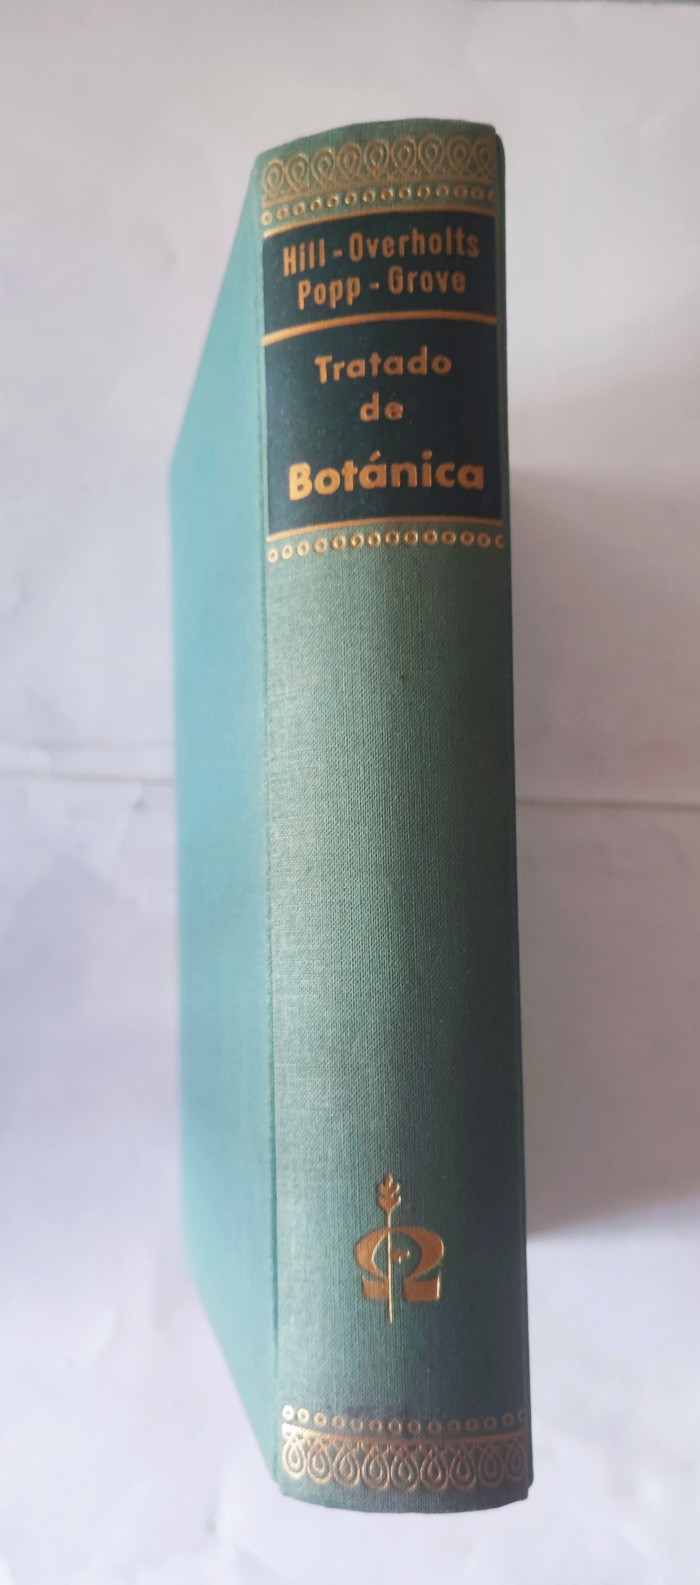 Hill - Overholts
Popp - Grove
Tratado
de
Botánica